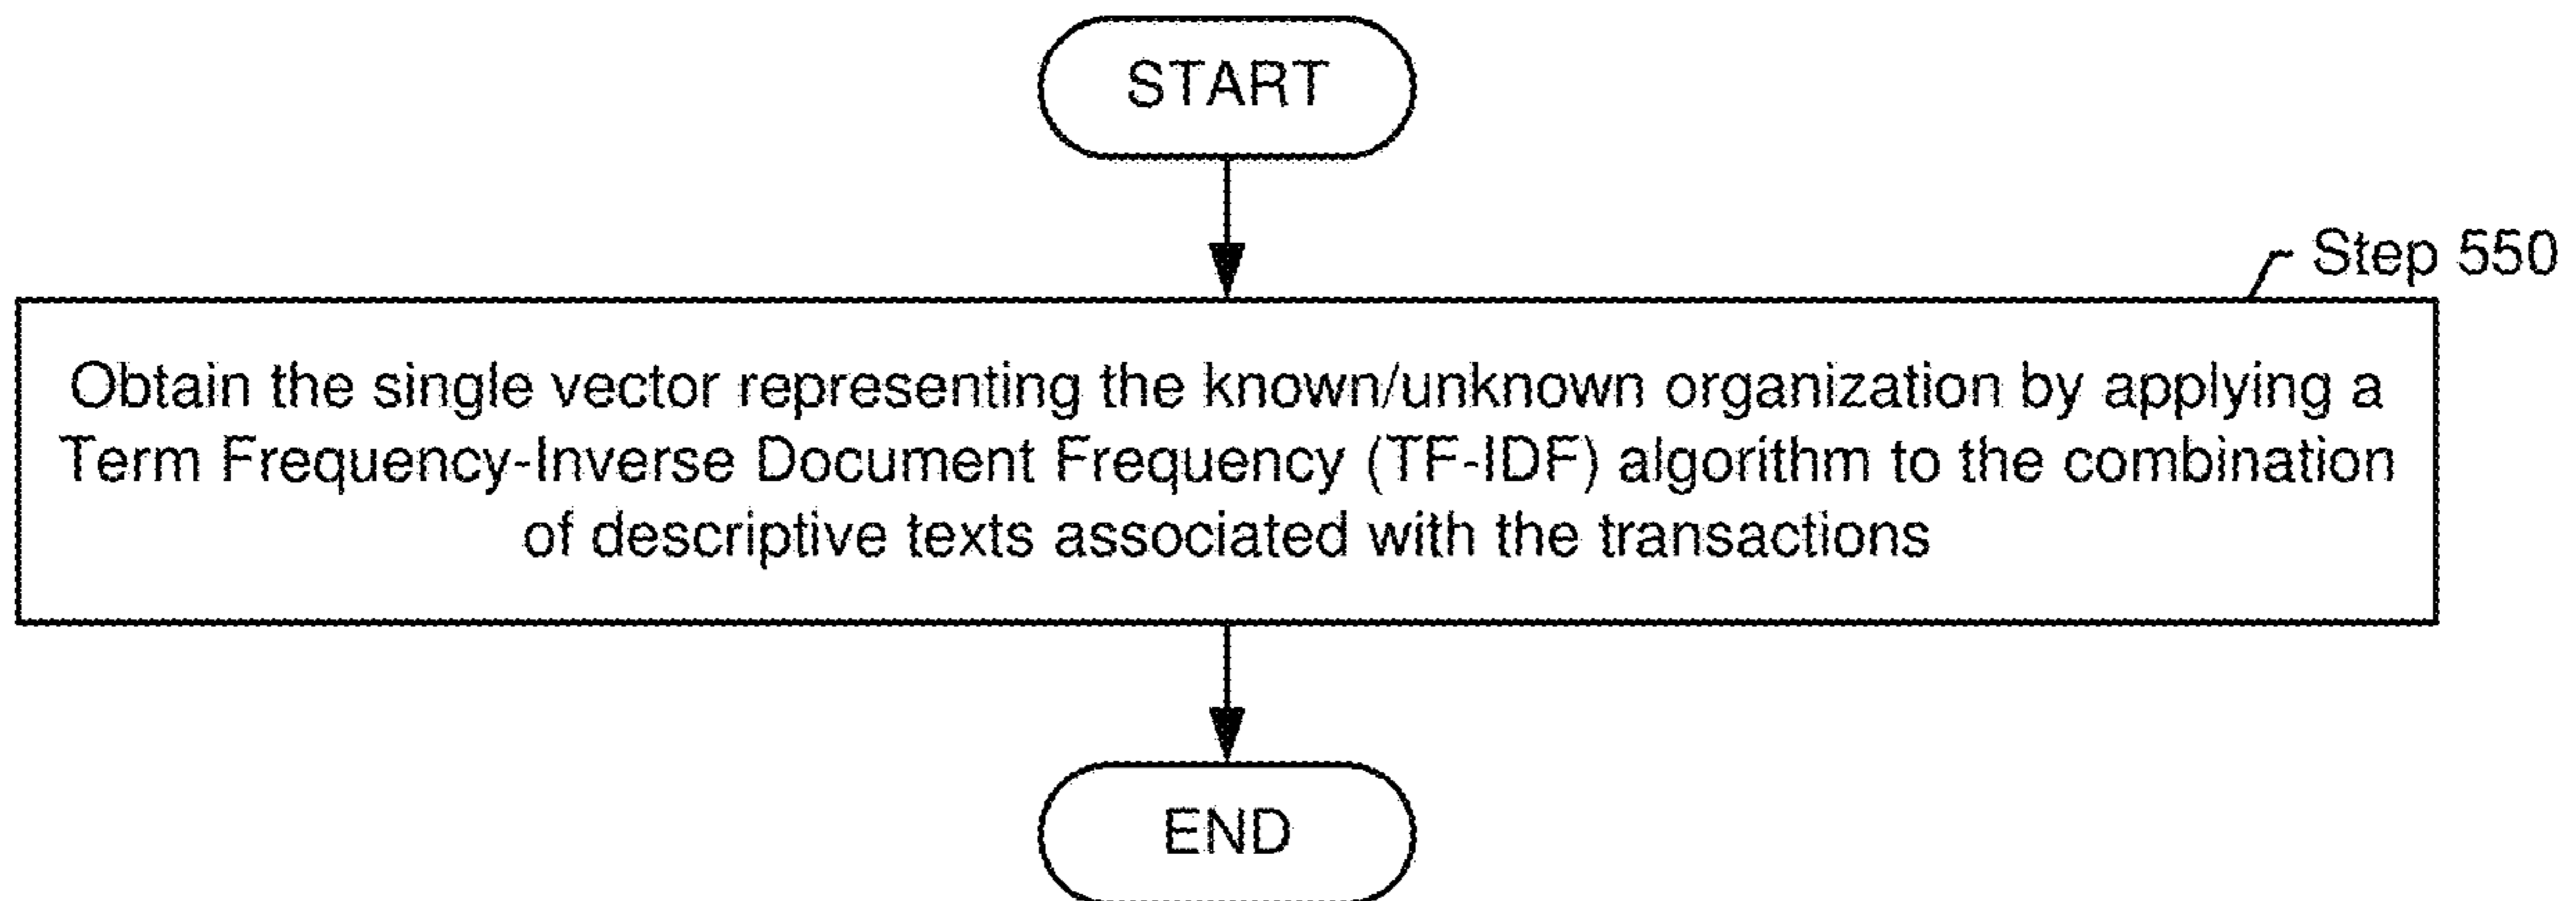 START
Step 550
Obtain the single vector representing the known/unknown organization by applying a
Term Frequency-Inverse Document Frequency (TF-IDF) algorithm to the combination
of descriptive texts associated with the transactions
END